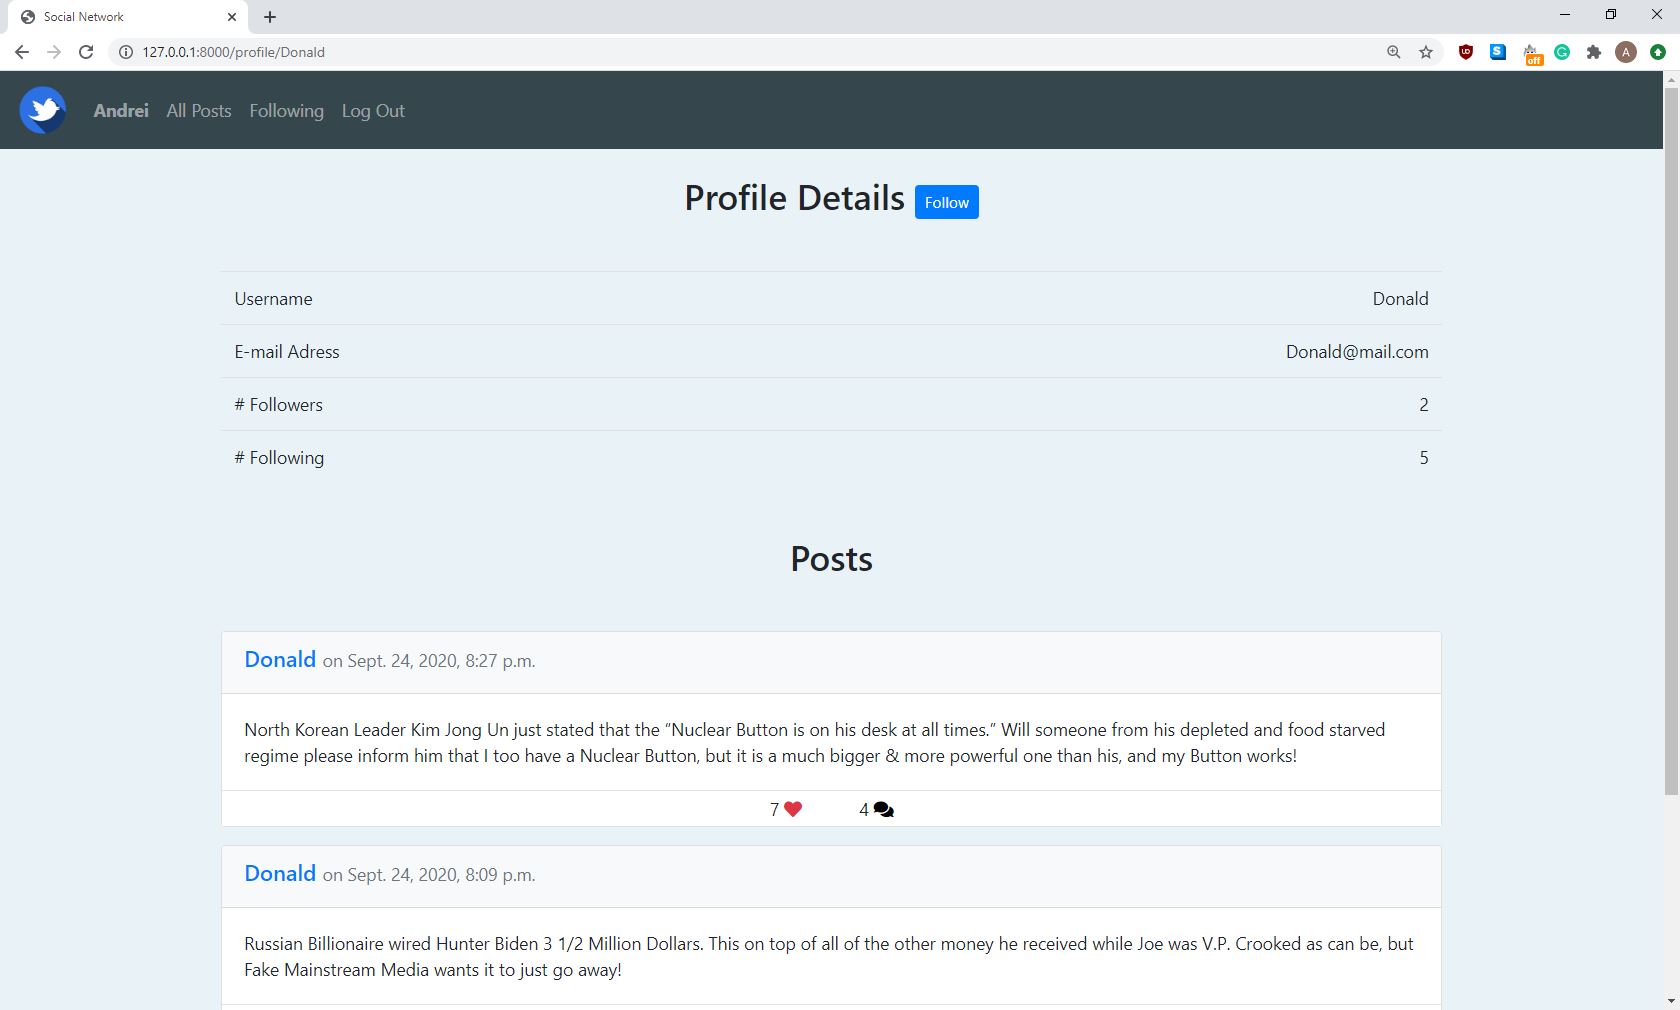 Social Network
127.0.0.1:8000/profile/Donald
off
A
Andrei All Posts Following Log Out
Profile Details Follow
Username Donald
E-mail Adress Donald@mail.com
# Followers 2
# Following 5
Posts
Donald on Sept. 24, 2020, 8:27 p.m.
North Korean Leader Kim Jong Un just stated that the “Nuclear Button is on his desk at all times.” Will someone from his depleted and food starved
regime please inform him that I too have a Nuclear Button, but it is a much bigger & more powerful one than his, and my Button works!
7 4
Donald on Sept. 24, 2020, 8:09 p.m.
Russian Billionaire wired Hunter Biden 3 1/2 Million Dollars. This on top of all of the other money he received while Joe was V.P. Crooked as can be, but
Fake Mainstream Media wants it to just go away!